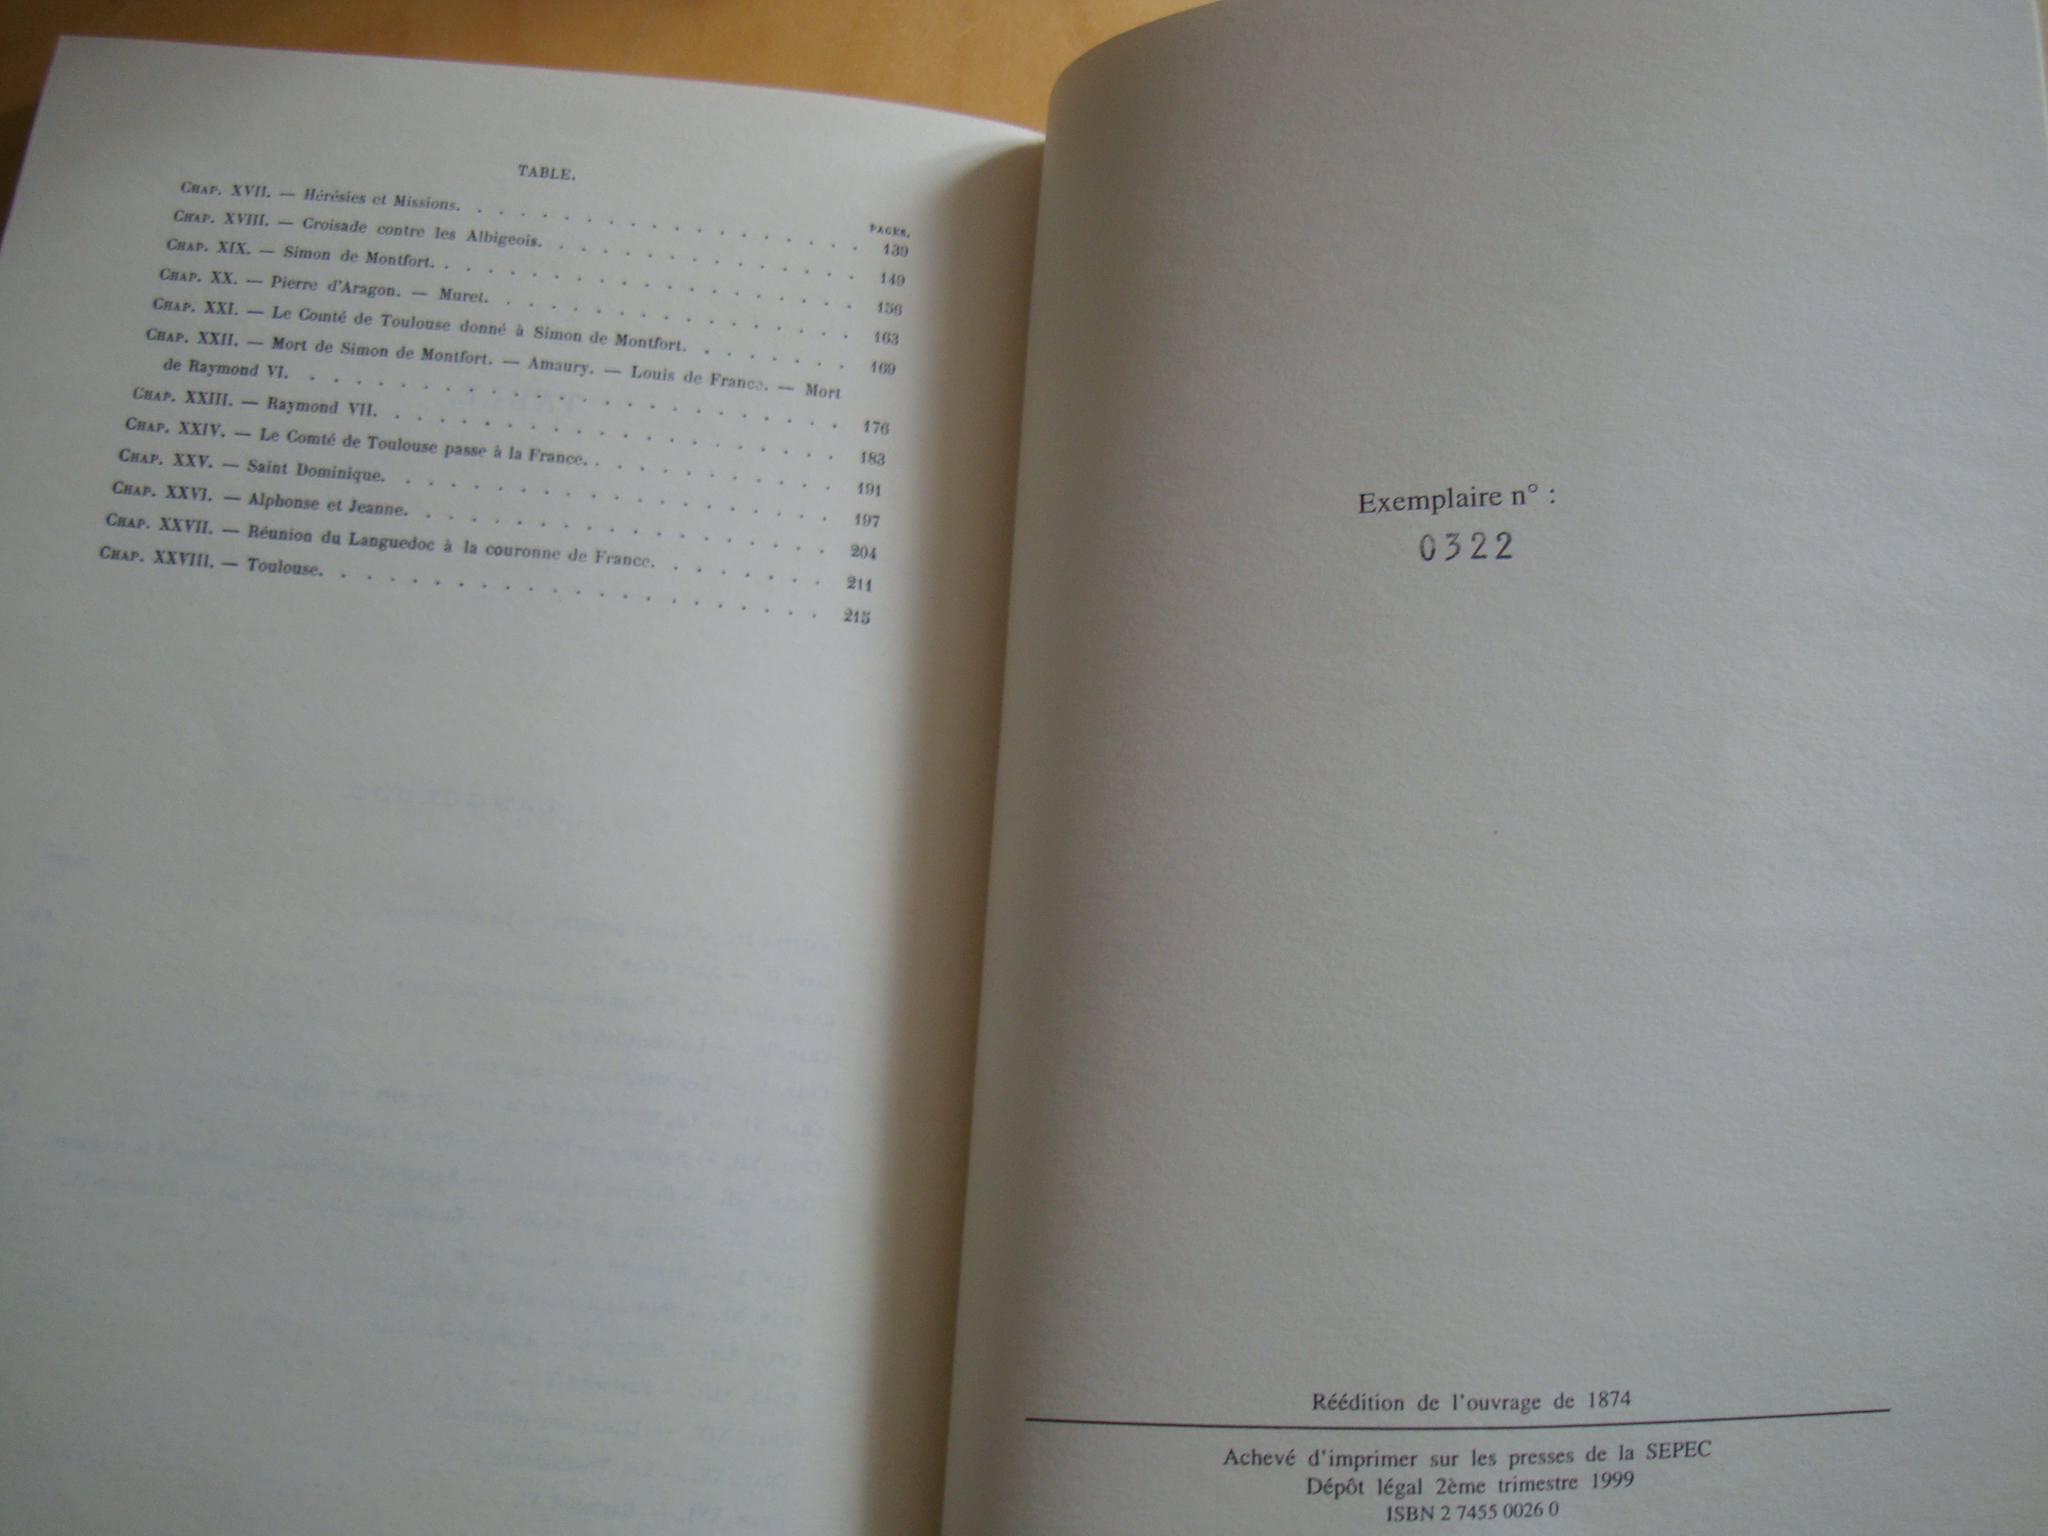 TABLE.
PAGES.
CHAP. XVII. — Hérésies et Missions. . . . . . . . . . . . . . . . . . . 139
CHAP. XVIII. — Croisade contre les Albigeois. . . . . . . . . . . . . . . 149
CHAP. XIX. — Simon de Montfort. . . . . . . . . . . . . . . . . . . . 156
CHAP. XX. — Pierre d'Aragon. — Muret. . . . . . . . . . . . . . . . . 163
CHAP. XXI. — Le Comté de Toulouse donné à Simon de Montfort. . . . . . . . 169
CHAP. XXII. — Mort de Simon de Montfort. — Amaury. — Louis de France. — Mort
de Raymond VI. . . . . . . . . . . . . . . . . . . . . . . . . 176
CHAP. XXIII. — Raymond VII. . . . . . . . . . . . . . . . . . . . . . 183
CHAP. XXIV. — Le Comté de Toulouse passe à la France. . . . . . . . . . . . 191
CHAP. XXV. — Saint Dominique. . . . . . . . . . . . . . . . . . . . . 197
CHAP. XXVI. — Alphonse et Jeanne. . . . . . . . . . . . . . . . . . . . 204
CHAP. XXVII. — Réunion du Languedoc à la couronne de France. . . . . . . . 211
CHAP. XXVIII. — Toulouse. . . . . . . . . . . . . . . . . . . . . . . 215
Exemplaire n° :
0322
Réédition de l'ouvrage de 1874
Achevé d'imprimer sur les presses de la SEPEC
Dépôt légal 2ème trimestre 1999
ISBN 2 7455 0026 0